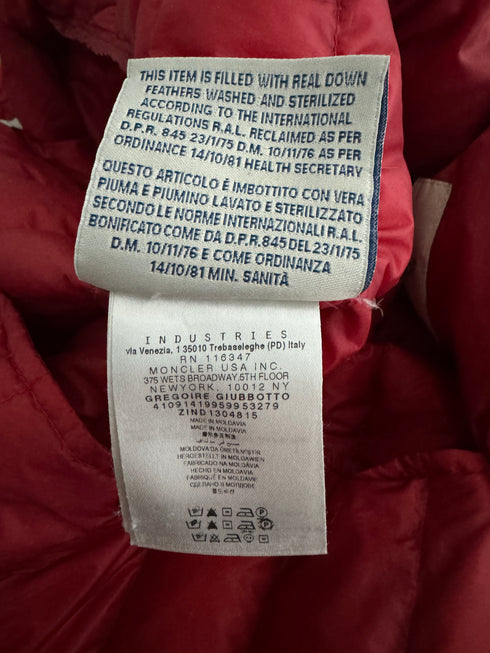 THIS ITEM IS FILLED WITH REAL DOWN
FEATHERS WASHED AND STERILIZED
ACCORDING TO THE INTERNATIONAL
REGULATIONS R.A.L. RECLAIMED AS PER
D.P.R. 845 23/1/75 D.M. 10/11/76 AS PER
ORDINANCE 14/10/81 HEALTH SECRETARY
QUESTO ARTICOLO È IMBOTTITO CON VERA
PIUMA E PIUMINO LAVATO E STERILIZZATO
SECONDO LE NORME INTERNAZIONALI R.A.L.
BONIFICATO COME DA D.P.R. 845 DEL 23/1/75
D.M. 10/11/76 E COME ORDINANZA
14/10/81 MIN. SANITÀ
INDUSTRIES
via Venezia, 1 35010 Trebaseleghe (PD) Italy
RN 116347
MONCLER USA INC.
375 WETS BROADWAY,5TH FLOOR
NEWYORK, 10012 NY
GREGOIRE GIUBBOTTO
41091419959953279
ZIND1304815
MADE IN MOLDAVIA
MADE IN MOLDAVIA
HERGESTELLT IN MOLDAWIEN
FABRICADO NA MOLDÁVIA
HECHO EN MOLDAVIA
FABRIQUÉ EN MOLDAVIE
СДЕЛАНО В МОЛДОВЕ